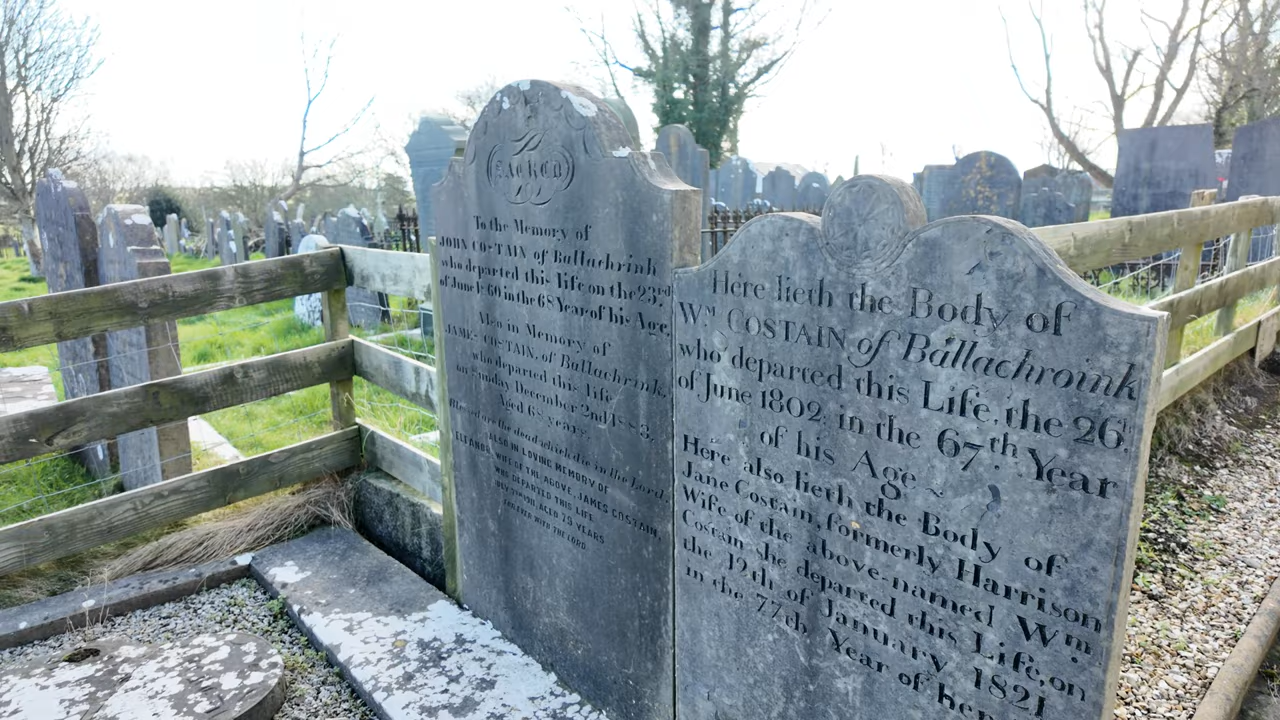 SACRED
To the Memory of
JOHN COSTAIN of Ballachrink
who departed this Life on the 23rd
of June 1860 in the 68 Year of his Age.
Also in Memory of
JAMES COSTAIN, of Ballachrink,
who departed this life
on Sunday December 2nd 1883.
Aged 68 years.
Blessed are the dead which die in the Lord.
ALSO IN LOVING MEMORY OF
ELEANOR, WIFE OF THE ABOVE, JAMES COSTAIN,
WHO DEPARTED THIS LIFE
AGED 79 YEARS
FOR EVER WITH THE LORD
Here lieth the Body of
Wm COSTAIN of Ballachroink
who departed this Life, the 26t.
of June 1802, in the 67th Year
of his Age ~
Here also lieth the Body of
Jane Costain, formerly Harrison
Wife of the above-named Wm.
Costain she departed this Life, on
the 12th of January 1821
in the 77th Year of her